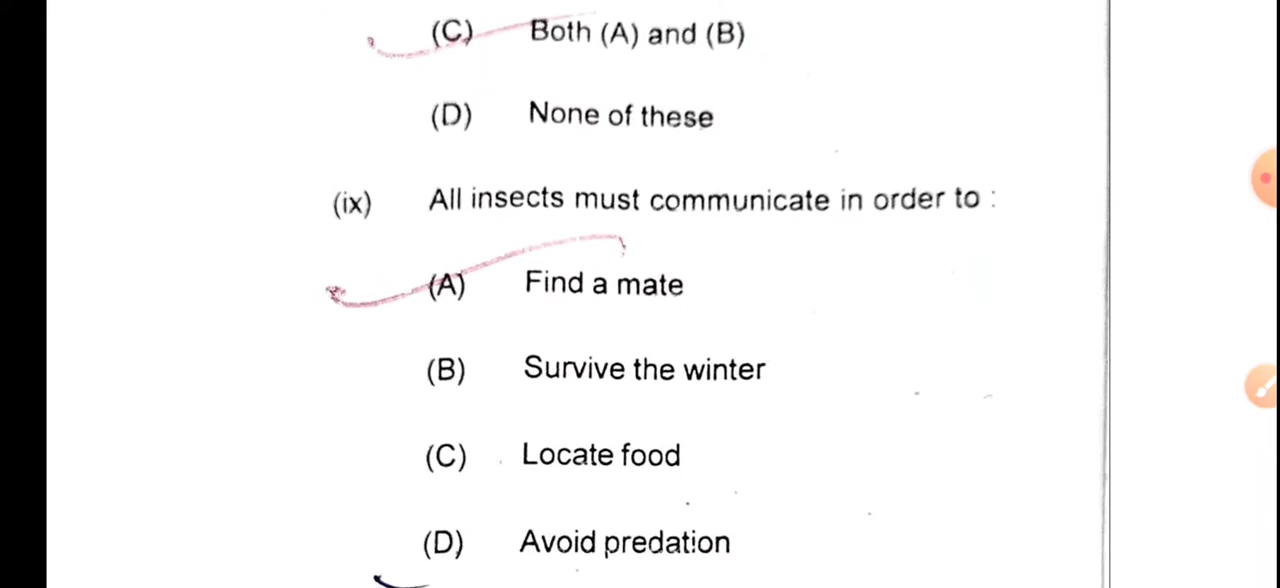 (C) Both (A) and (B)
(D) None of these
(ix) All insects must communicate in order to :
(A) Find a mate
(B) Survive the winter
(C) Locate food
(D) Avoid predation